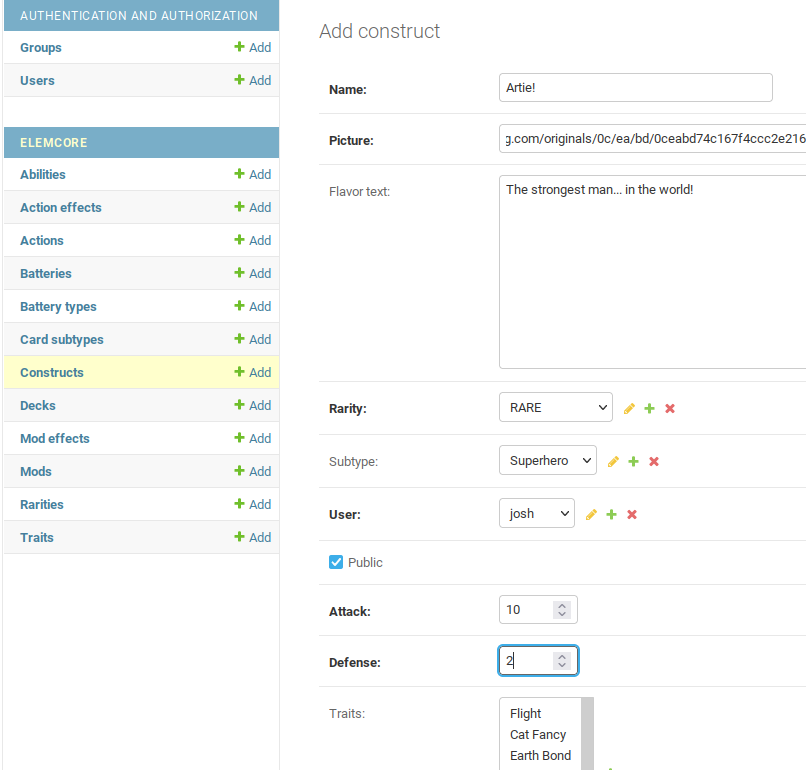 AUTHENTICATION AND AUTHORIZATION
Groups + Add
Users + Add
ELEMCORE
Abilities + Add
Action effects + Add
Actions + Add
Batteries + Add
Battery types + Add
Card subtypes + Add
Constructs + Add
Decks + Add
Mod effects + Add
Mods + Add
Rarities + Add
Traits + Add
Add construct
Name: Artie!
Picture: g.com/originals/0c/ea/bd/0ceabd74c167f4ccc2e216
Flavor text: The strongest man... in the world!
Rarity: RARE
Subtype: Superhero
User: josh
Public
Attack: 10
Defense: 2
Traits: Flight
Cat Fancy
Earth Bond